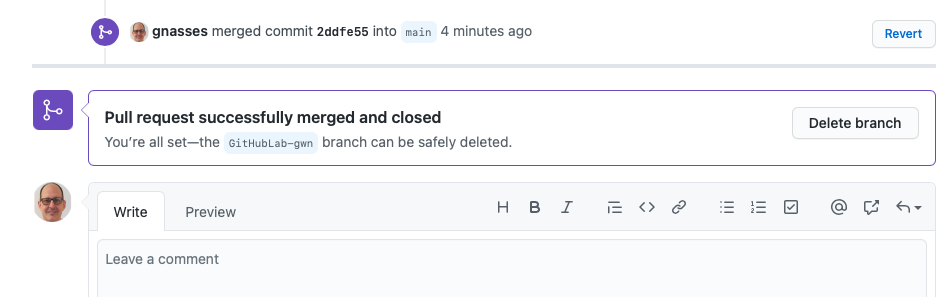 gnasses merged commit 2ddfe55 into main 4 minutes ago
Revert
Pull request successfully merged and closed
You're all set—the GitHubLab-gwn branch can be safely deleted.
Delete branch
Write
Preview
Leave a comment